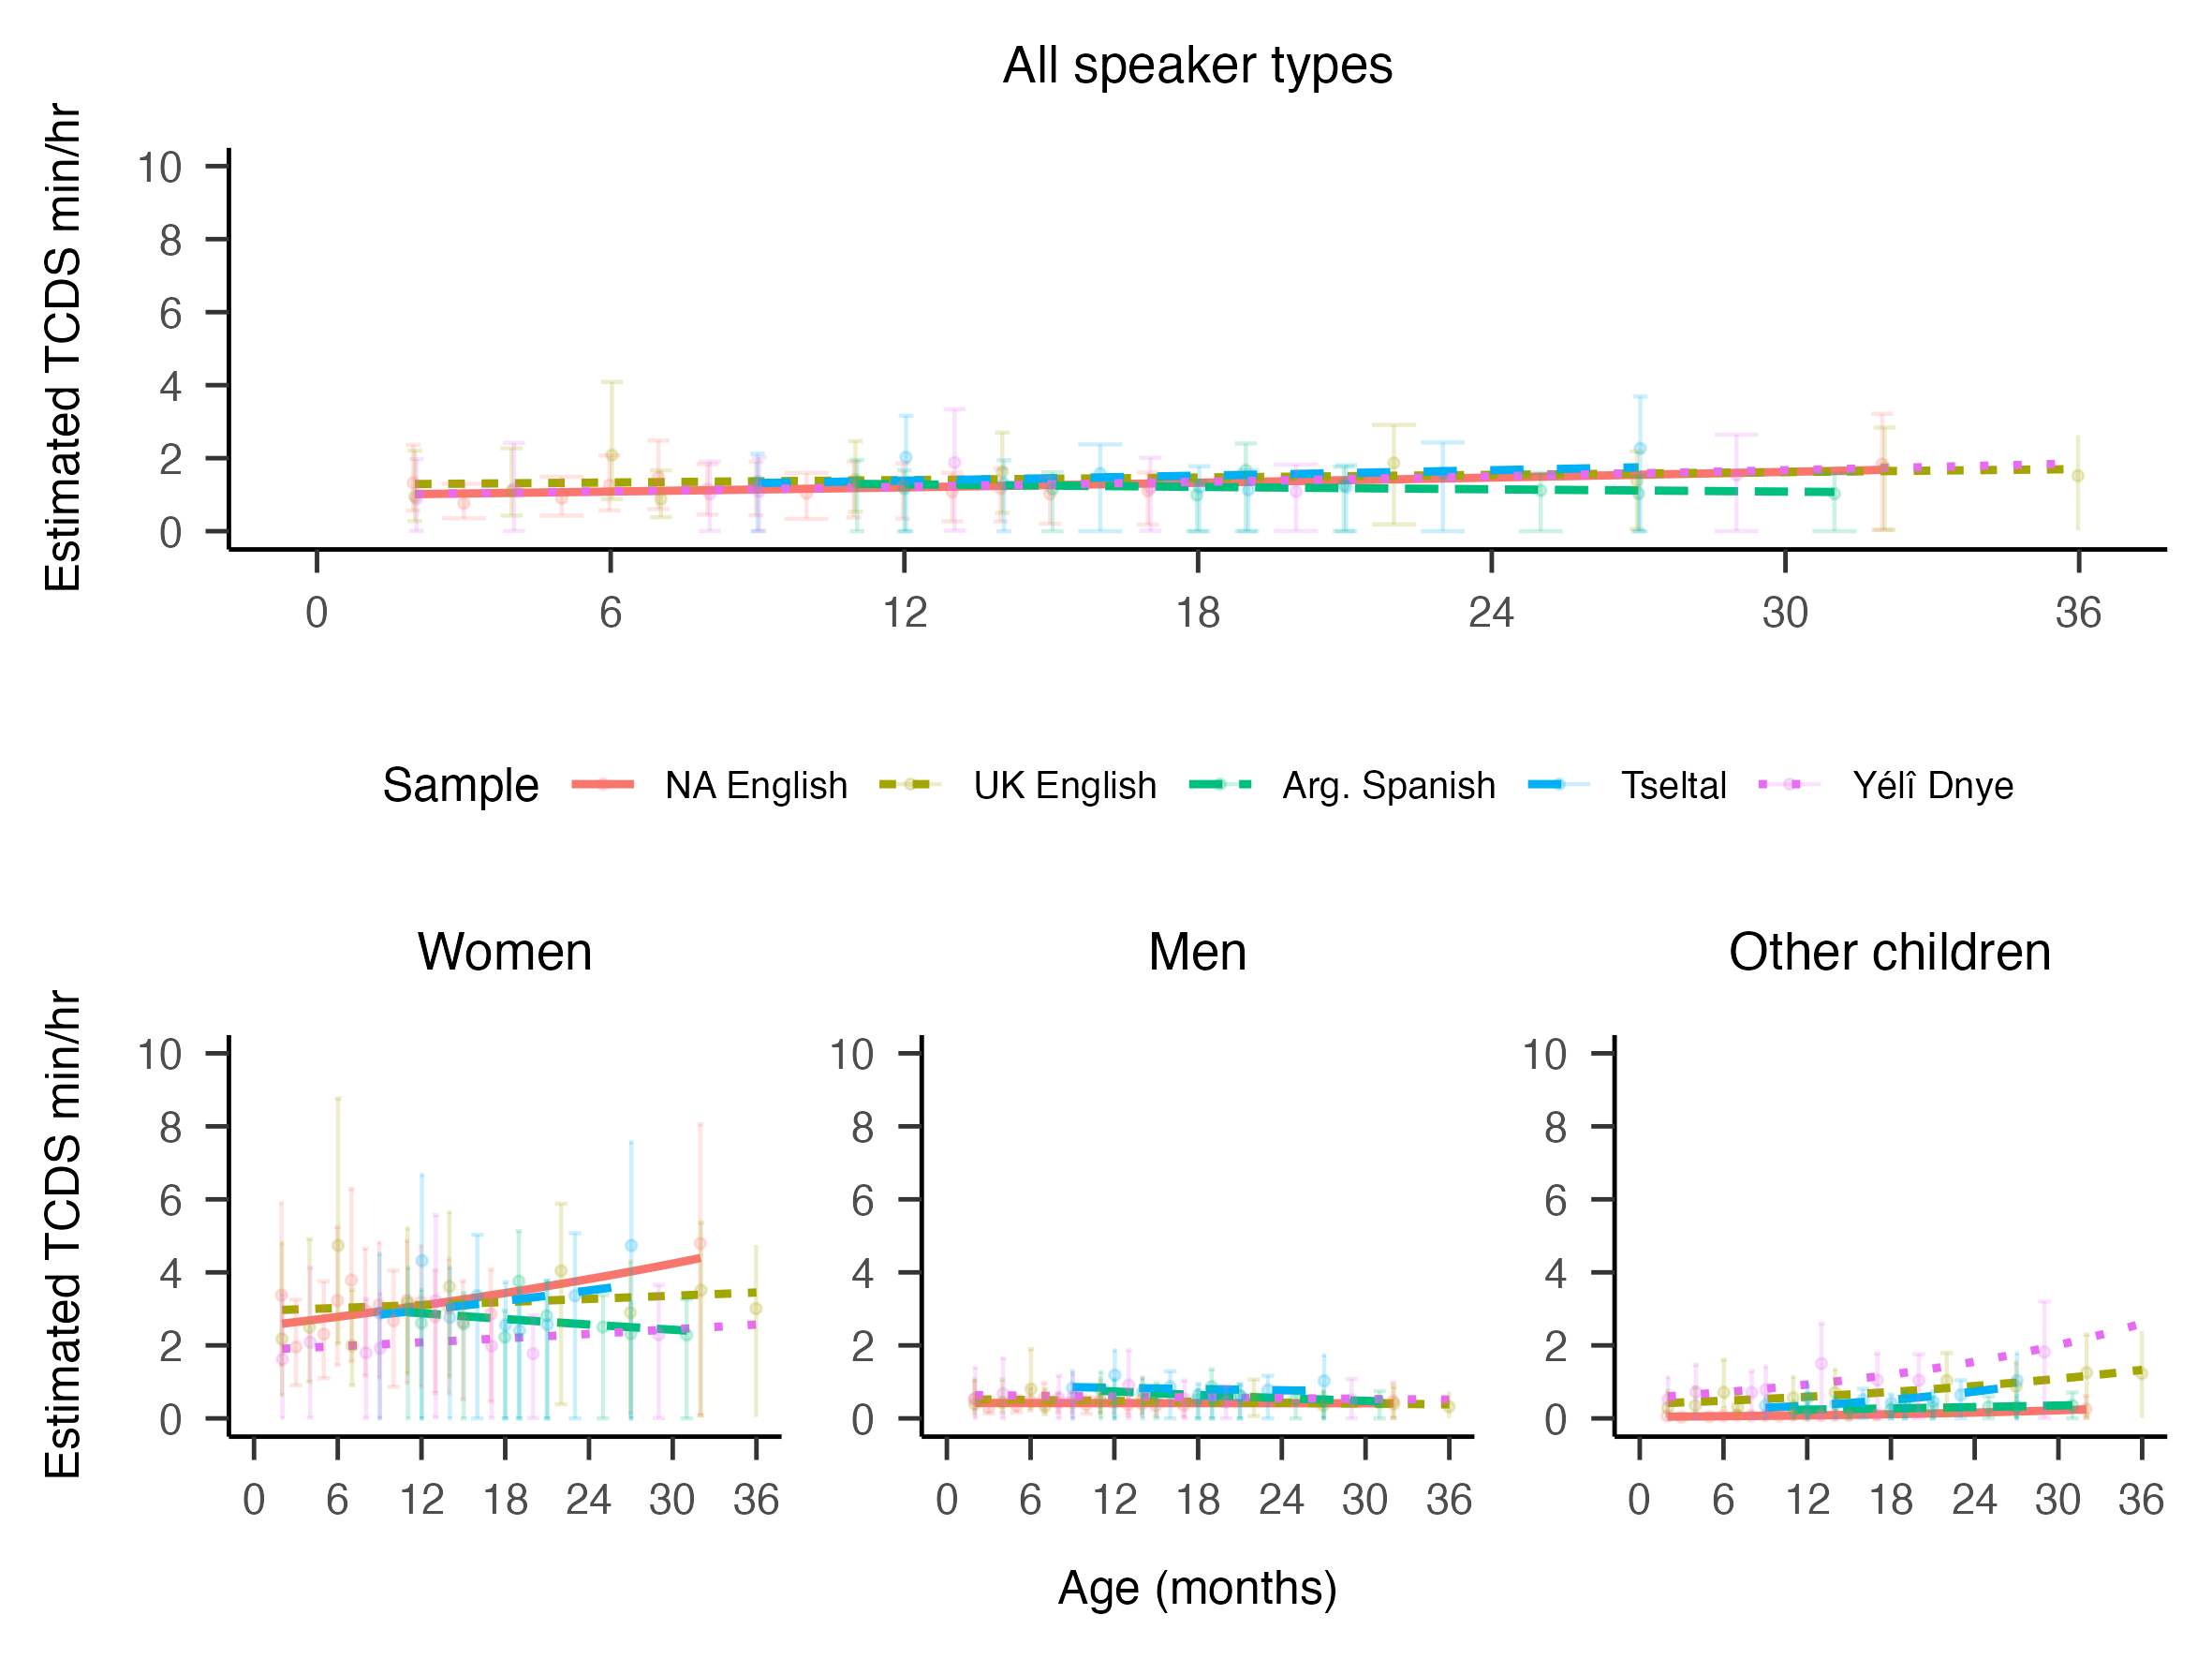 All speaker types
Estimated TCDS min/hr
10
8
6
4
2
0
0 6 12 18 24 30 36
Sample NA English UK English Arg. Spanish Tseltal Yélî Dnye
Women Men Other children
Estimated TCDS min/hr
10 10 10
8 8 8
6 6 6
4 4 4
2 2 2
0 0 0
0 6 12 18 24 30 36 0 6 12 18 24 30 36 0 6 12 18 24 30 36
Age (months)